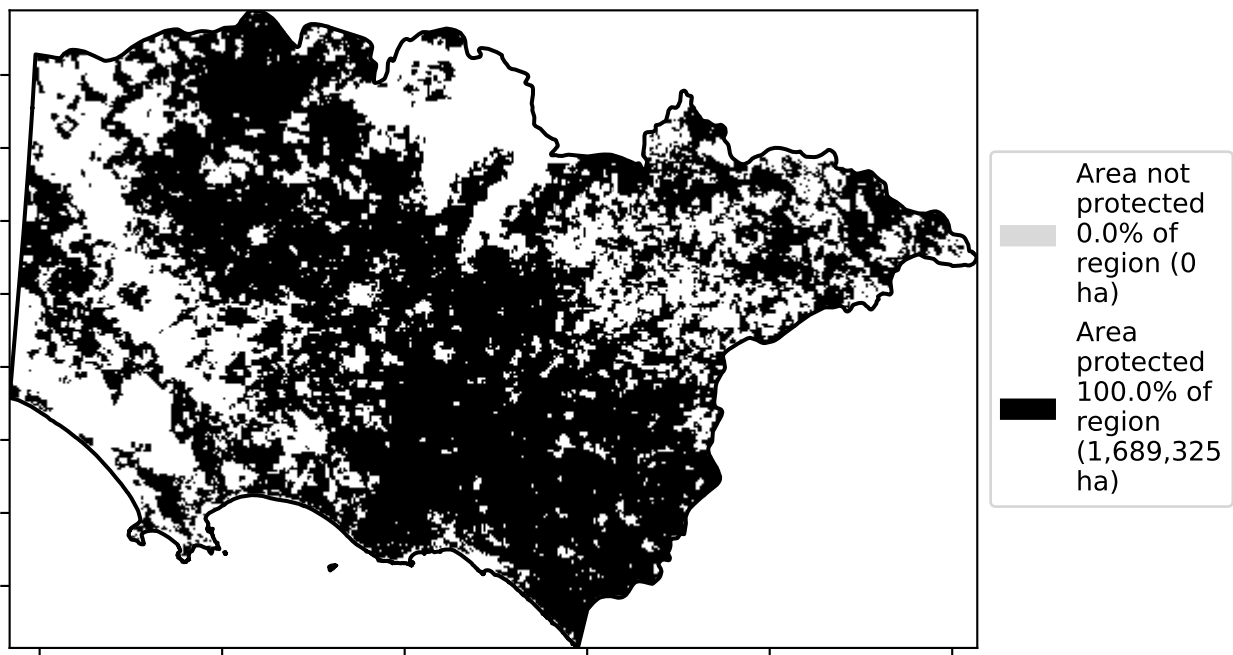 Area not
protected
0.0% of
region (0
ha)
Area
protected
100.0% of
region
(1,689,325
ha)